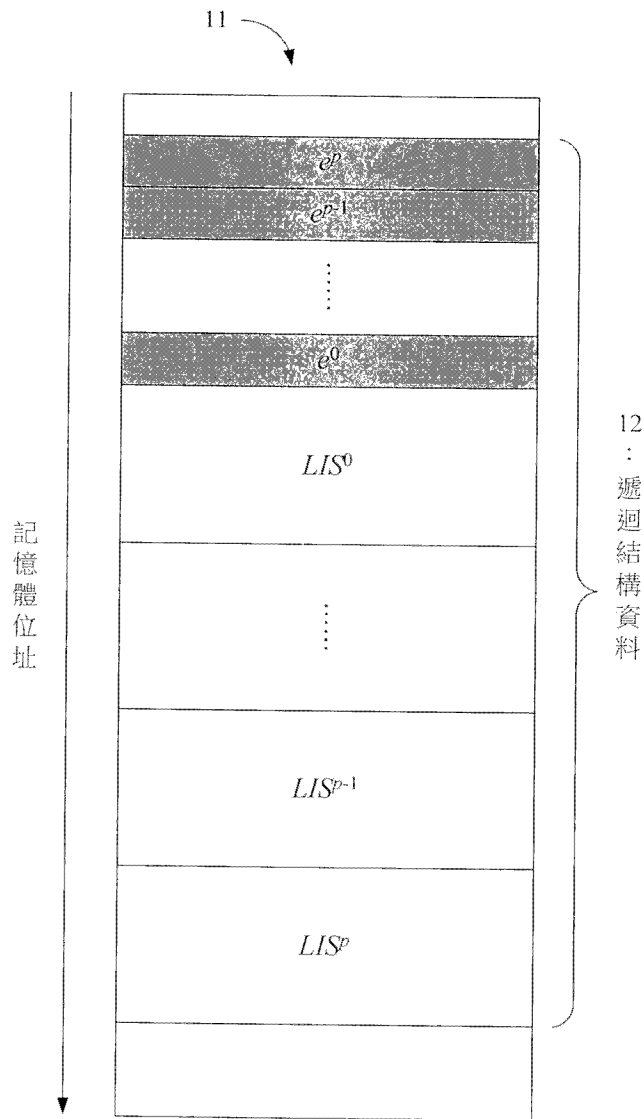 11
e^p
e^{p-1}
......
e^0
LIS^0
......
LIS^{p-1}
LIS^p
記憶體位址
12：遞迴結構資料